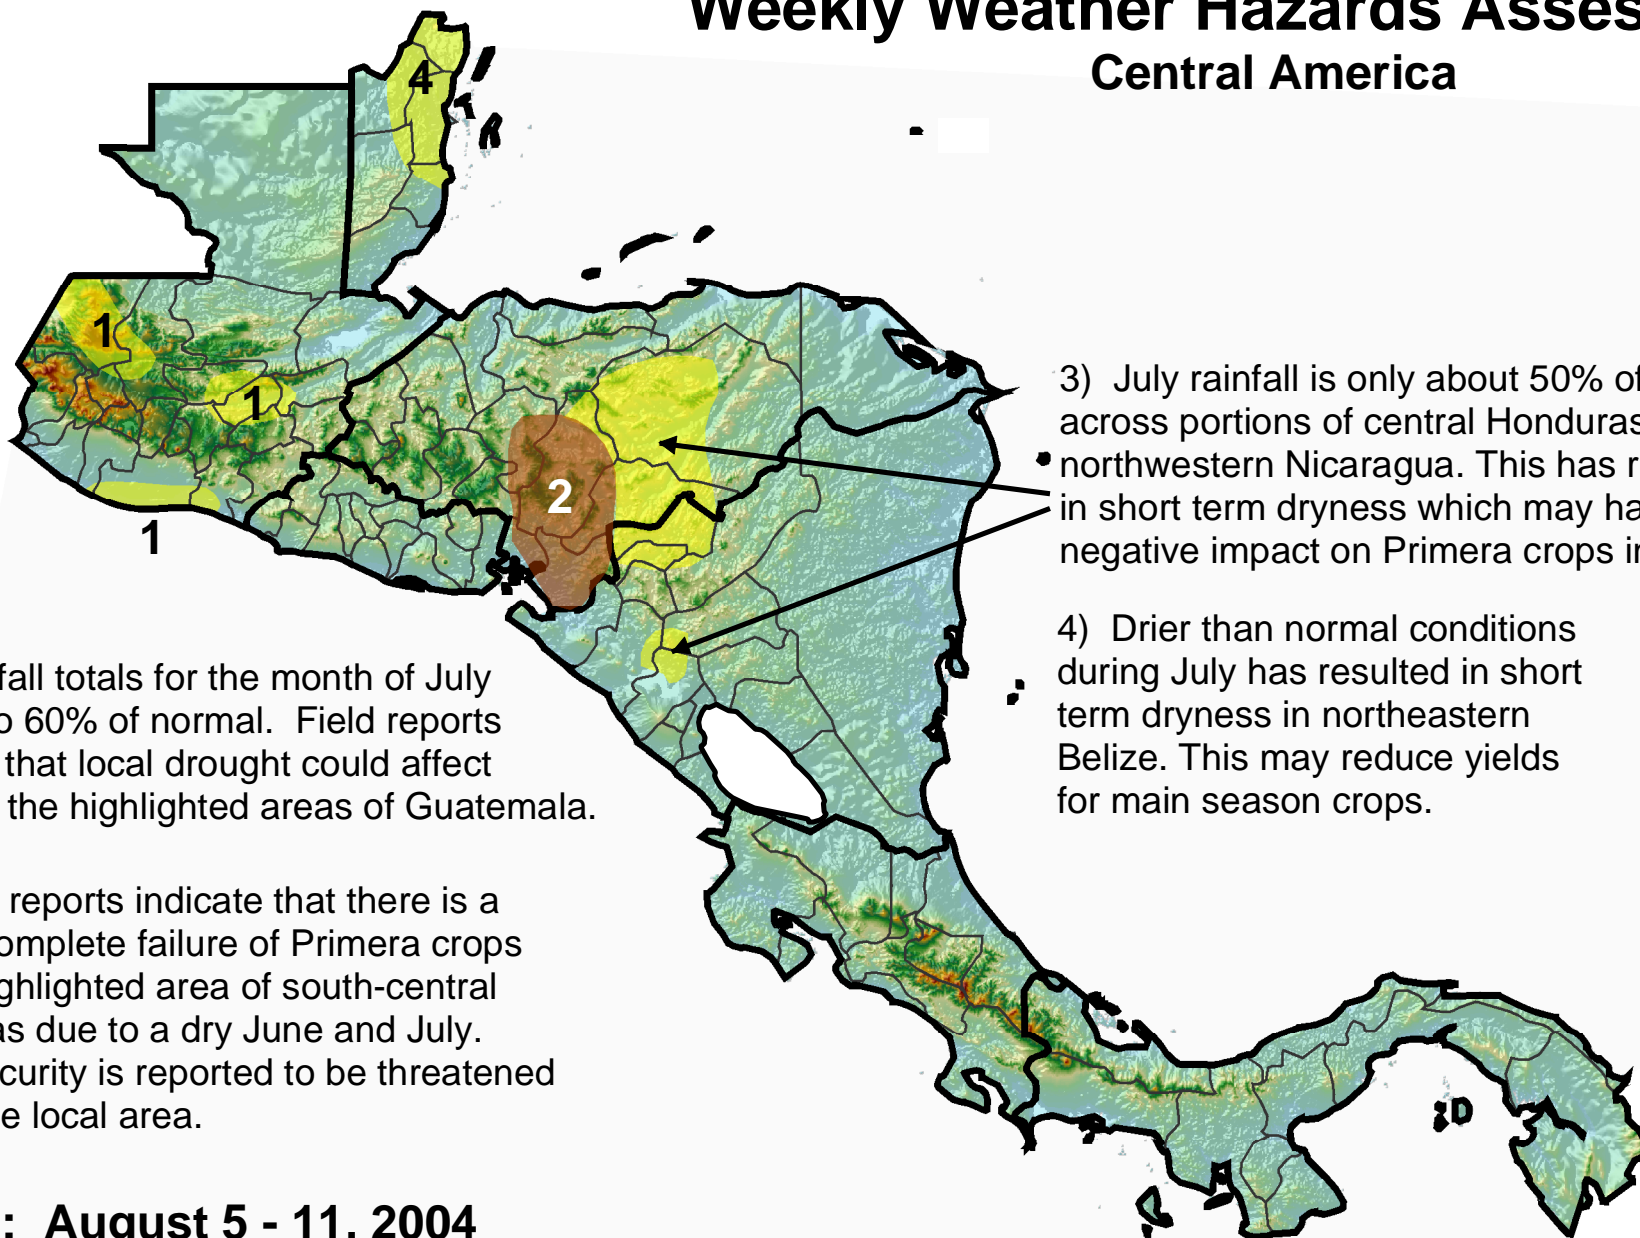 Weekly Weather Hazards Asses
Central America
4
1
1
1
2
3) July rainfall is only about 50% of
across portions of central Honduras
northwestern Nicaragua. This has r
in short term dryness which may ha
negative impact on Primera crops in
4) Drier than normal conditions
during July has resulted in short
term dryness in northeastern
Belize. This may reduce yields
for main season crops.
fall totals for the month of July
o 60% of normal. Field reports
that local drought could affect
the highlighted areas of Guatemala.
reports indicate that there is a
omplete failure of Primera crops
ghlighted area of south-central
as due to a dry June and July.
curity is reported to be threatened
e local area.
: August 5 - 11, 2004